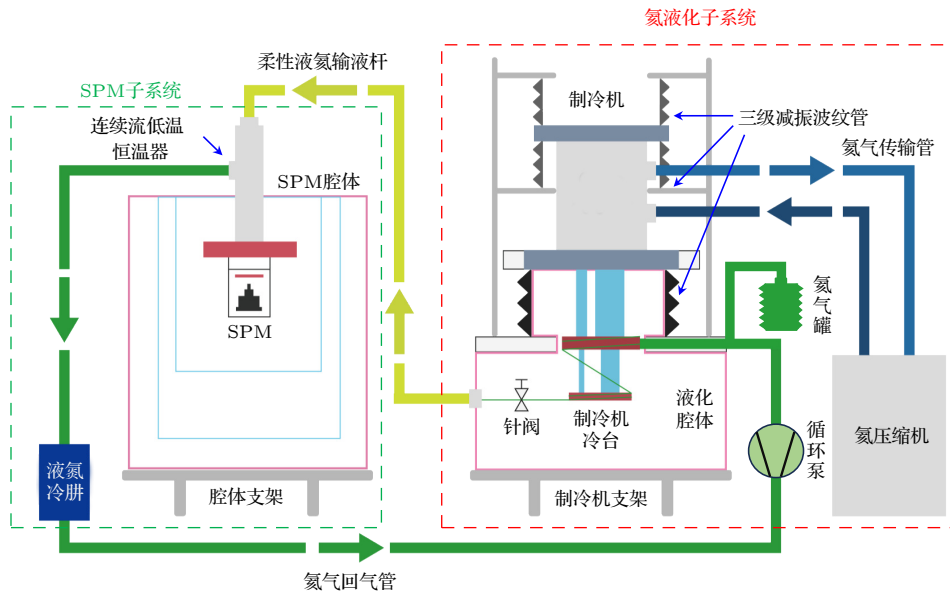 氦液化子系统
柔性液氦输液杆
SPM子系统
制冷机
连续流低温
恒温器
三级减振波纹管
氦气传输管
SPM腔体
氦
气
罐
SPM
针阀
制冷机
冷台
液化
腔体
循
环
泵
氦压缩机
液氮
冷阱
腔体支架
制冷机支架
氦气回气管